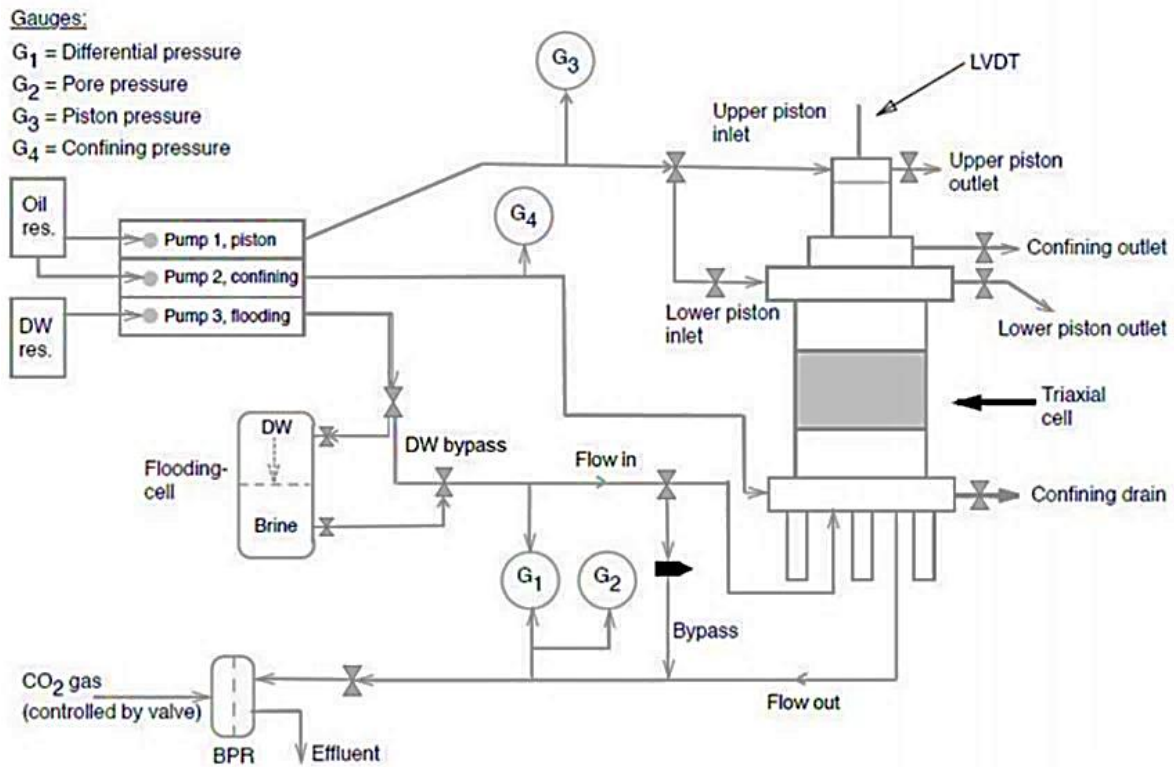 Gauges:
G1 = Differential pressure
G2 = Pore pressure
G3 = Piston pressure
G4 = Confining pressure
G3
LVDT
Upper piston
inlet
Upper piston
outlet
Oil
res.
G4
Pump 1, piston
Pump 2, confining
Pump 3, flooding
Confining outlet
DW
res.
Lower piston
inlet
Lower piston outlet
Triaxial
cell
DW
DW bypass
Flow in
Flooding-
cell
Brine
Confining drain
G1
G2
Bypass
CO2 gas
(controlled by valve)
Flow out
BPR
Effluent